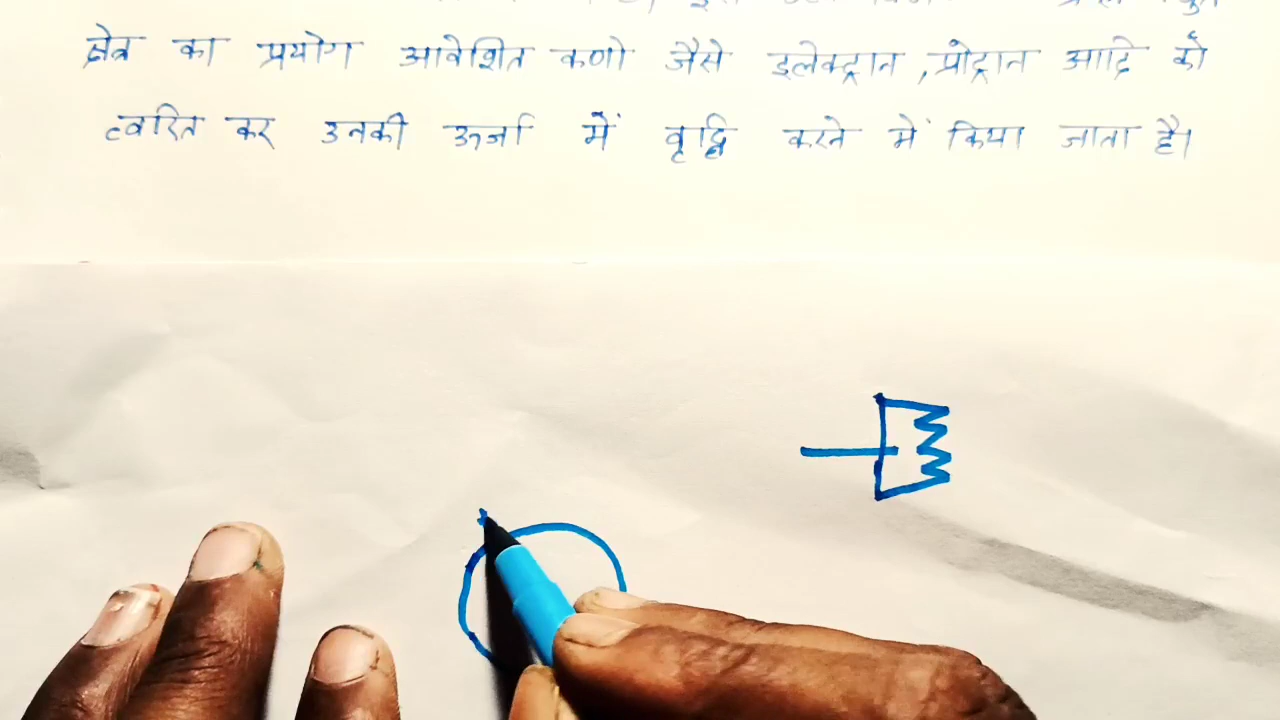 क्षेत्र का प्रयोग आवेशित कणो जैसे इलेक्ट्रान ,प्रोट्रान आदि को
त्वरित कर उनकी ऊर्जा में वृद्धि करने में किया जाता है।